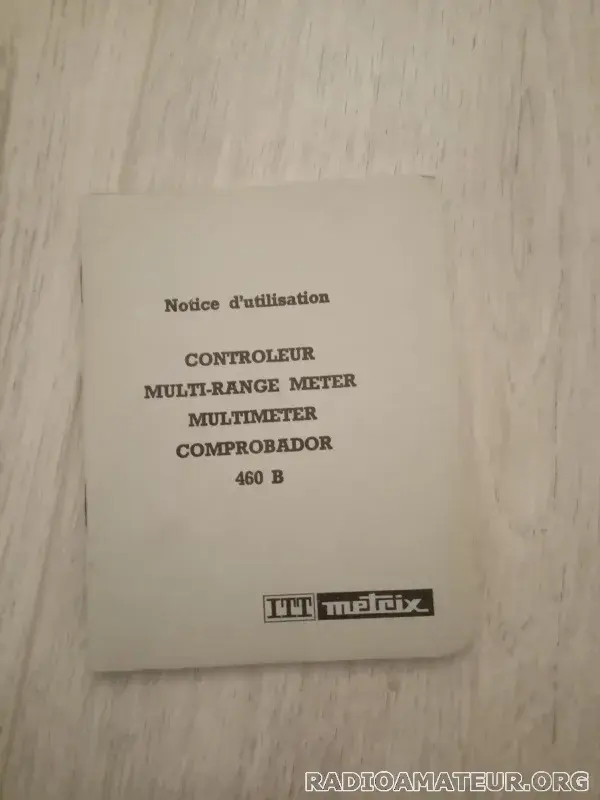 Notice d'utilisation
CONTROLEUR
MULTI-RANGE METER
MULTIMETER
COMPROBADOR
460 B
ITT metrix
RADIOAMATEUR.ORG